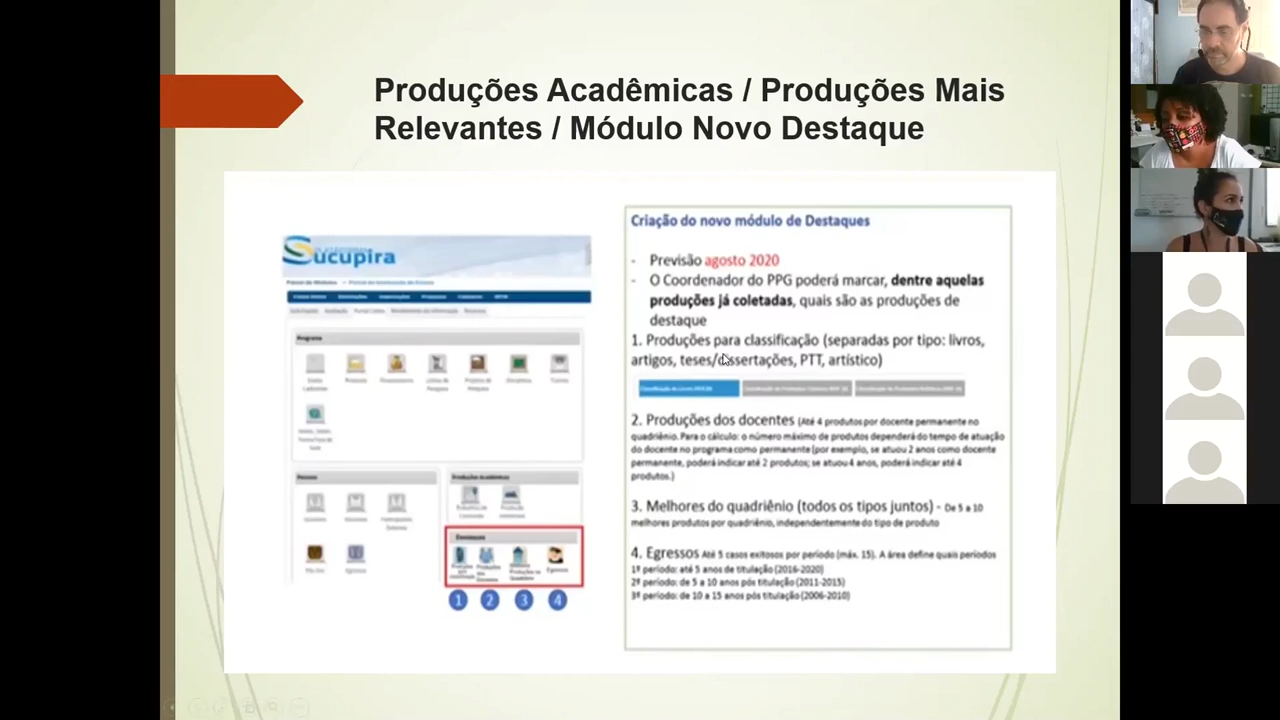 Produções Acadêmicas / Produções Mais
Relevantes / Módulo Novo Destaque
Sucupira
Programa
Pessoas
Produções Acadêmicas
Destaques
Egressos
1 2 3 4
Criação do novo módulo de Destaques
- Previsão agosto 2020
- O Coordenador do PPG poderá marcar, dentre aquelas
produções já coletadas, quais são as produções de
destaque
1. Produções para classificação (separadas por tipo: livros,
artigos, teses/dissertações, PTT, artístico)
2. Produções dos docentes (Até 4 produtos por docente permanente no
quadriênio. Para o cálculo: o número máximo de produtos dependerá do tempo de atuação
do docente no programa como permanente (por exemplo, se atuou 2 anos como docente
permanente, poderá indicar até 2 produtos; se atuou 4 anos, poderá indicar até 4
produtos.)
3. Melhores do quadriênio (todos os tipos juntos) - De 5 a 10
melhores produtos por quadriênio, independentemente do tipo de produto
4. Egressos Até 5 casos exitosos por período (máx. 15). A área define quais períodos
1º período: até 5 anos de titulação (2016-2020)
2º período: de 5 a 10 anos pós titulação (2011-2015)
3º período: de 10 a 15 anos pós titulação (2006-2010)